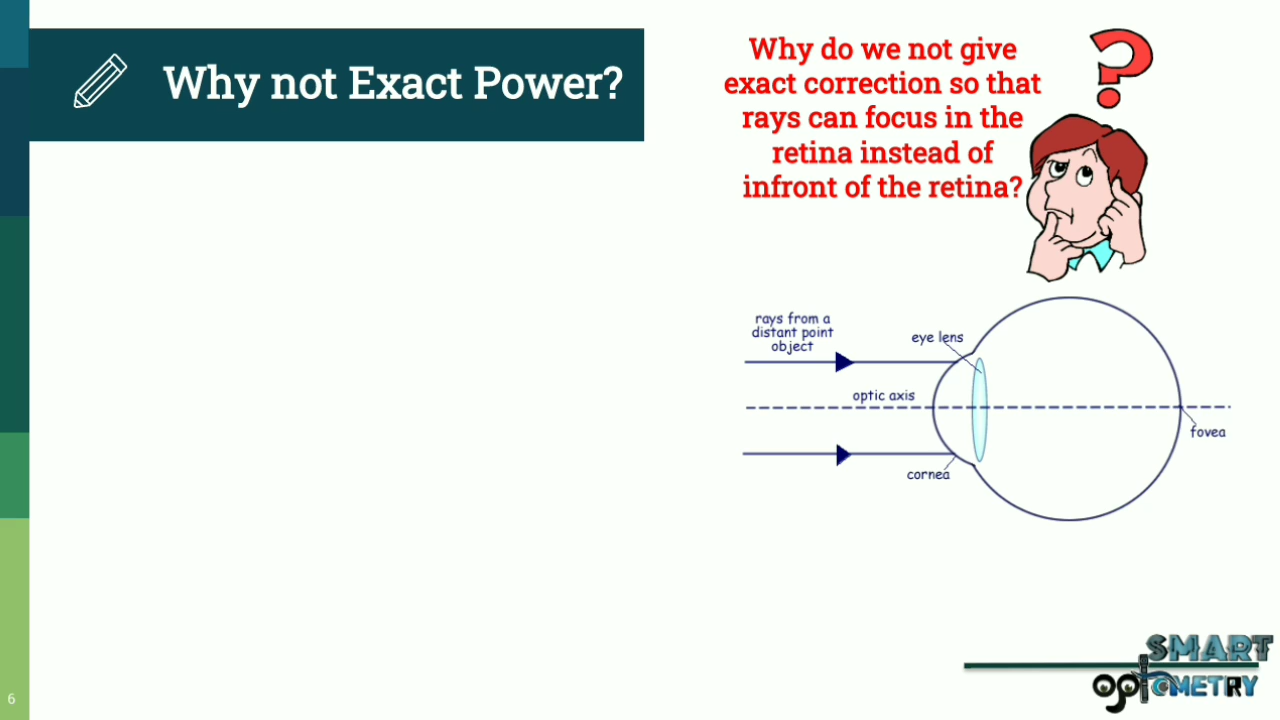 Why not Exact Power?
Why do we not give
exact correction so that
rays can focus in the
retina instead of
infront of the retina?
?
rays from a
distant point
object
eye lens
optic axis
fovea
cornea
SMART
optOMETRY
6